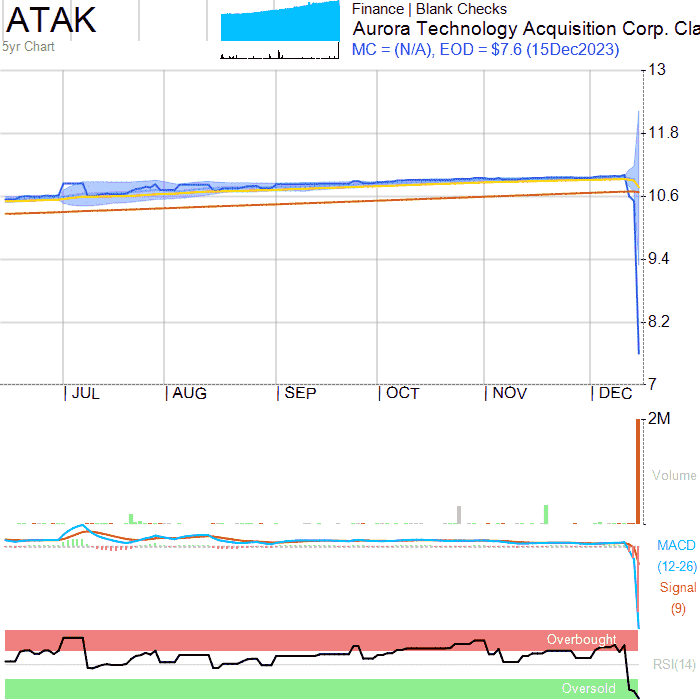 ATAK
5yr Chart
Finance | Blank Checks
Aurora Technology Acquisition Corp. Cla
MC = (N/A), EOD = $7.6 (15Dec2023)
13
11.8
10.6
9.4
8.2
7
| JUL | AUG | SEP | OCT | NOV | DEC
2M
Volume
MACD
(12-26)
Signal
(9)
Overbought
RSI(14)
Oversold